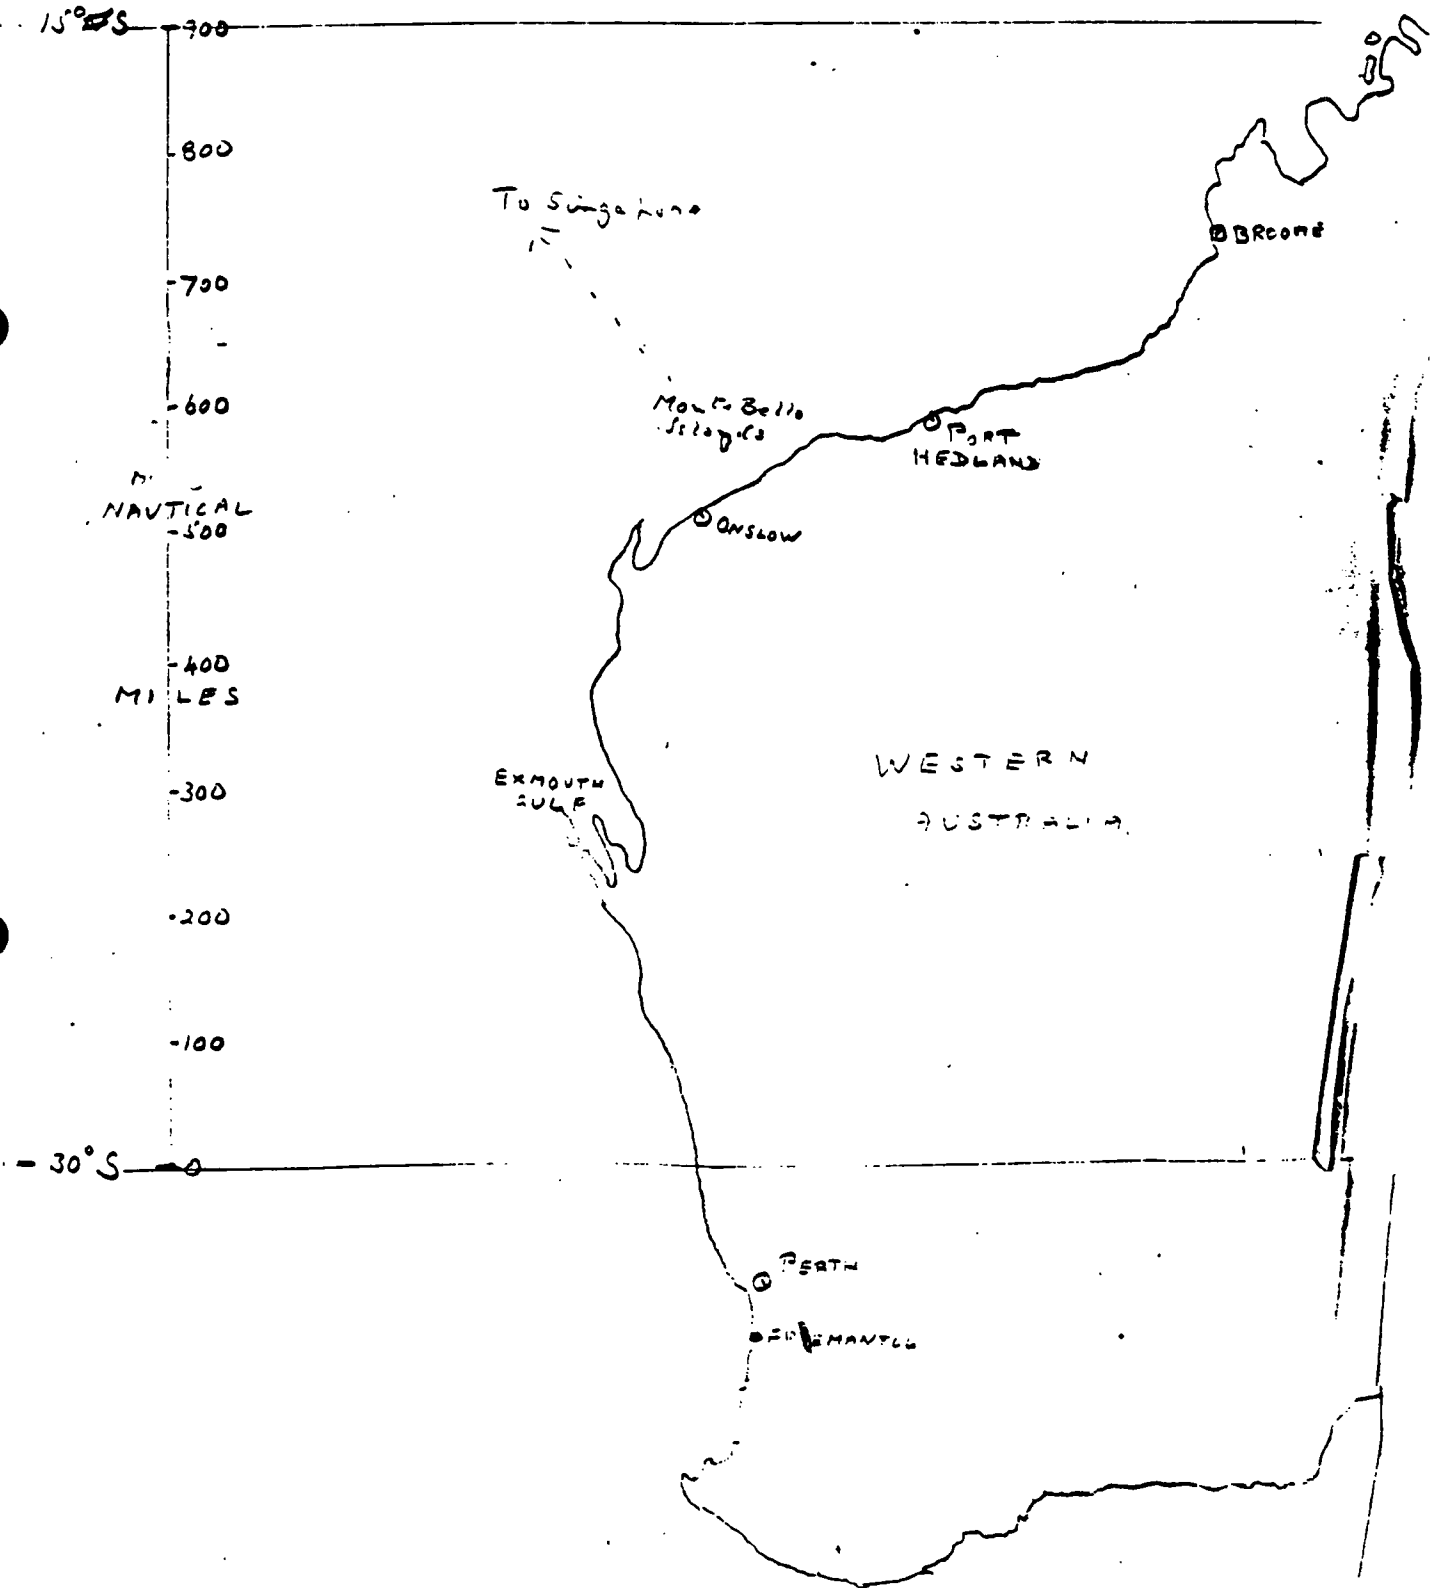 15° S
900
800
To Singapore
BROOME
700
600
Monte Bello
Islands
PORT
HEDLAND
NAUTICAL
500
ONSLOW
400
MILES
WESTERN
AUSTRALIA
EXMOUTH
GULF
300
200
100
30° S
0
PERTH
FREMANTLE